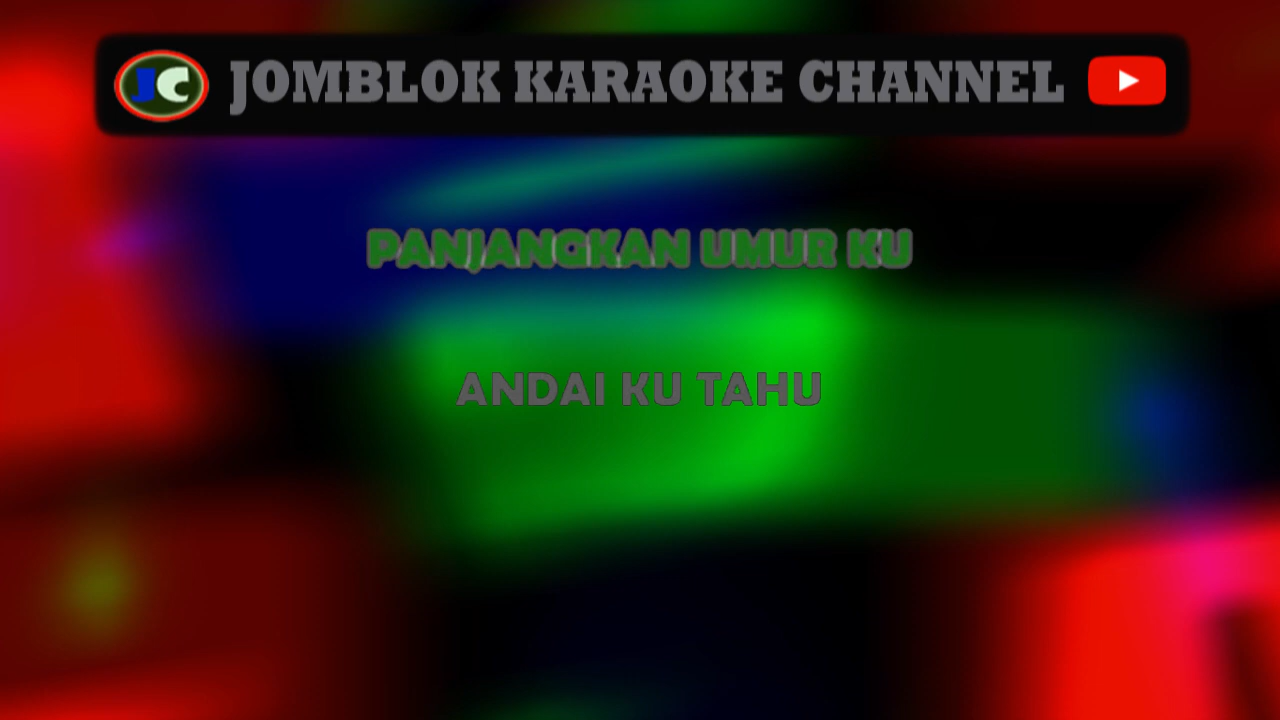 JC JOMBLOK KARAOKE CHANNEL
PANJANGKAN UMUR KU
ANDAI KU TAHU